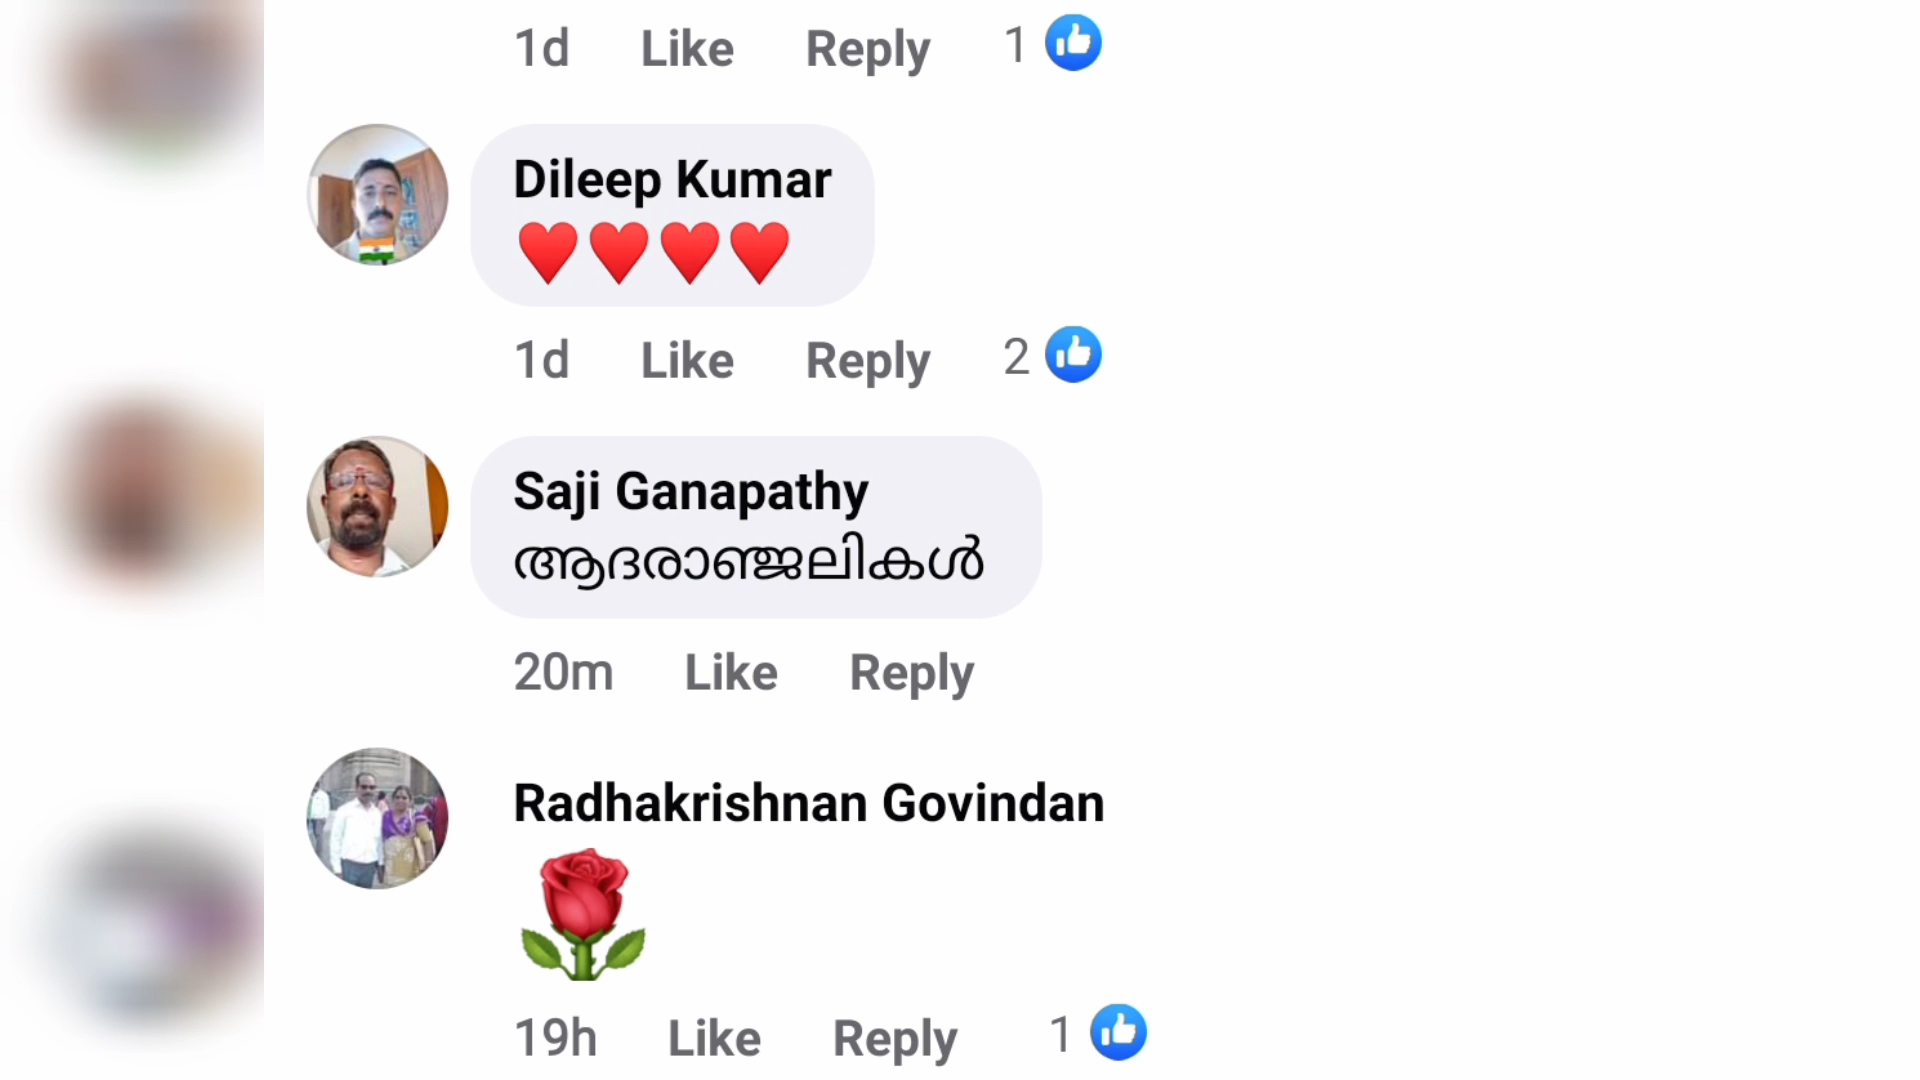 1d Like Reply 1
Dileep Kumar
♥️♥️♥️♥️
1d Like Reply 2
Saji Ganapathy
ആദരാഞ്ജലികൾ
20m Like Reply
Radhakrishnan Govindan
🌹
19h Like Reply 1